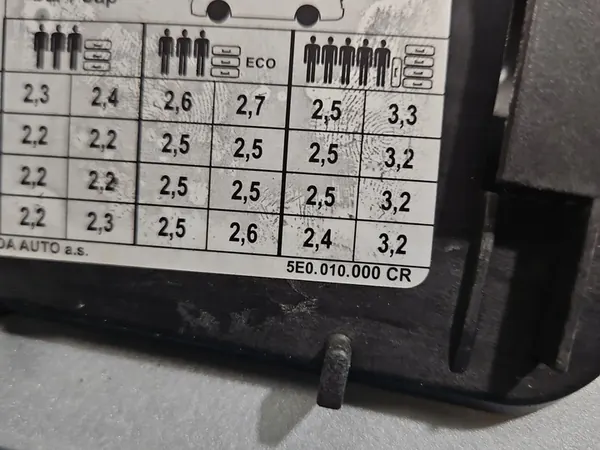 ECO
2,3 2,4 2,6 2,7 2,5 3,3
2,2 2,2 2,5 2,5 2,5 3,2
2,2 2,2 2,5 2,5 2,5 3,2
2,2 2,3 2,5 2,6 2,4 3,2
DA AUTO a.s.
5E0.010.000 CR